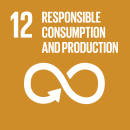 12 RESPONSIBLE
CONSUMPTION
AND PRODUCTION